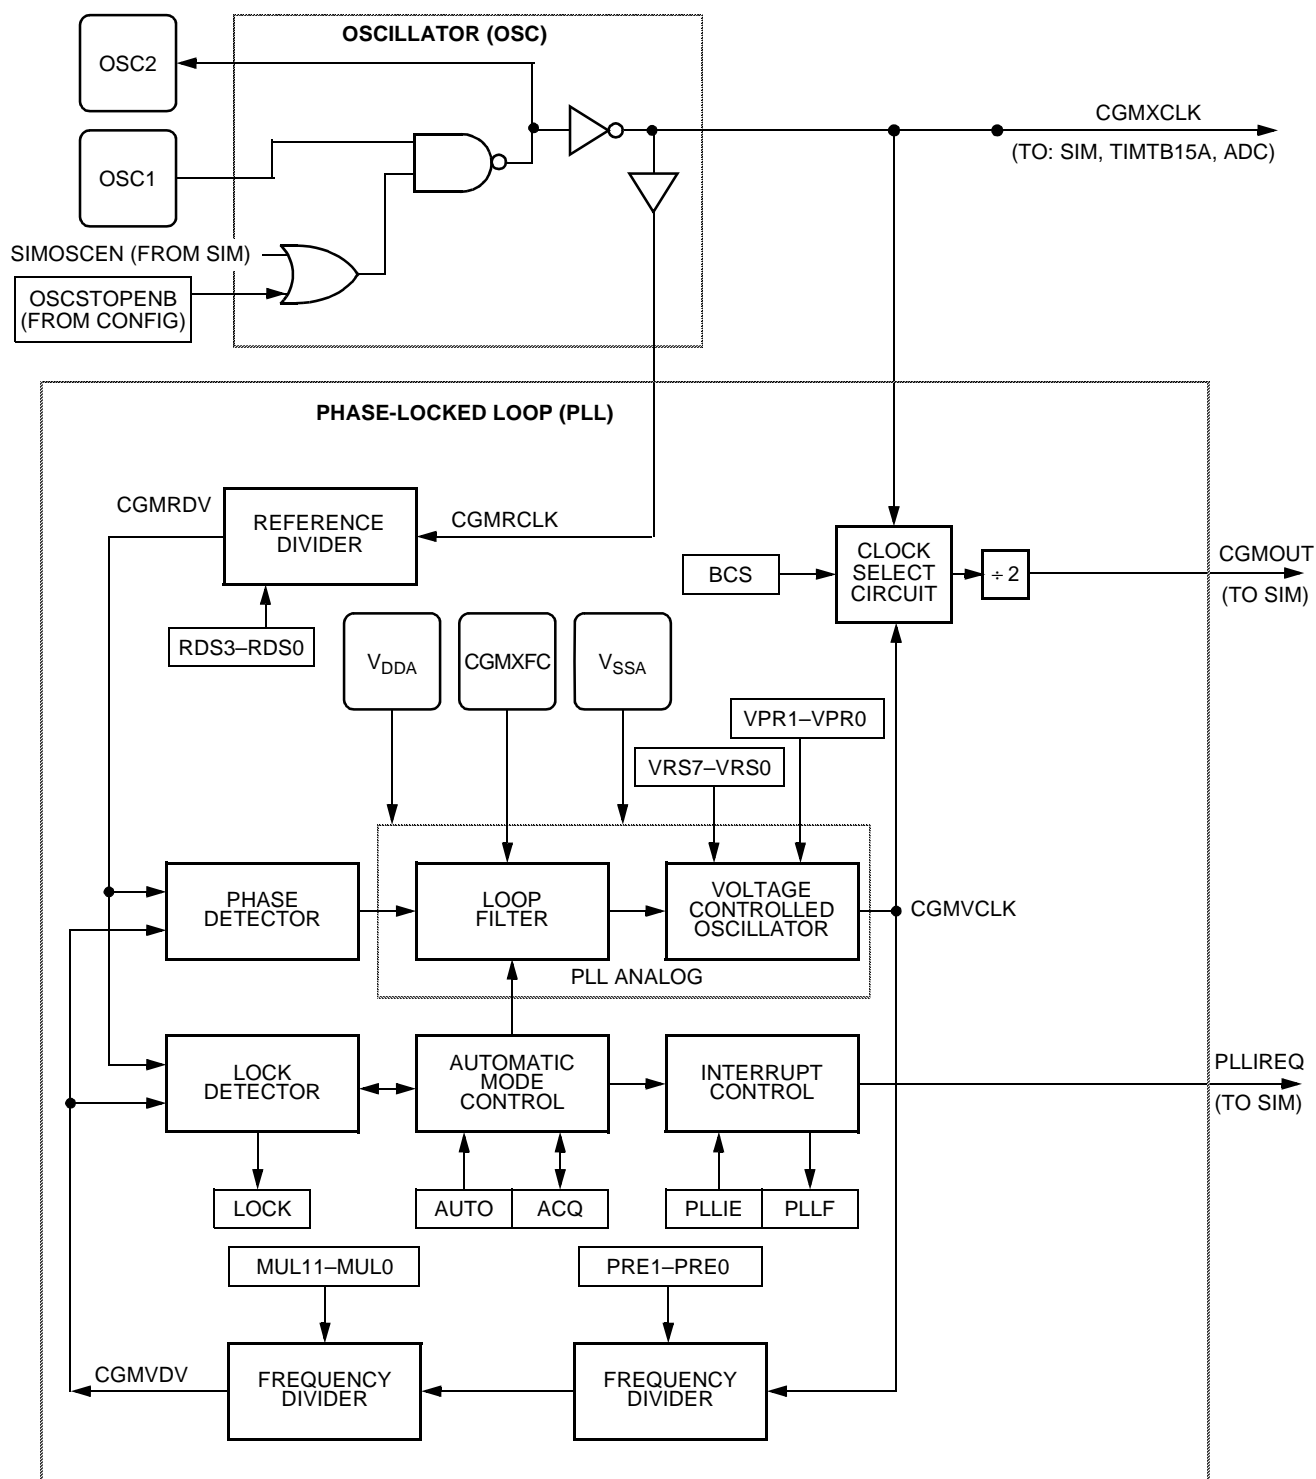 OSCILLATOR (OSC)
OSC2
CGMXCLK
(TO: SIM, TIMTB15A, ADC)
OSC1
SIMOSCEN (FROM SIM)
OSCSTOPENB
(FROM CONFIG)
PHASE-LOCKED LOOP (PLL)
CGMRDV
REFERENCE
DIVIDER
CGMRCLK
BCS
CLOCK
SELECT
CIRCUIT
÷ 2
CGMOUT
(TO SIM)
RDS3–RDS0
VDDA
CGMXFC
VSSA
VPR1–VPR0
VRS7–VRS0
PHASE
DETECTOR
LOOP
FILTER
VOLTAGE
CONTROLLED
OSCILLATOR
CGMVCLK
PLL ANALOG
LOCK
DETECTOR
AUTOMATIC
MODE
CONTROL
INTERRUPT
CONTROL
PLLIREQ
(TO SIM)
LOCK
AUTO
ACQ
PLLIE
PLLF
MUL11–MUL0
PRE1–PRE0
CGMVDV
FREQUENCY
DIVIDER
FREQUENCY
DIVIDER